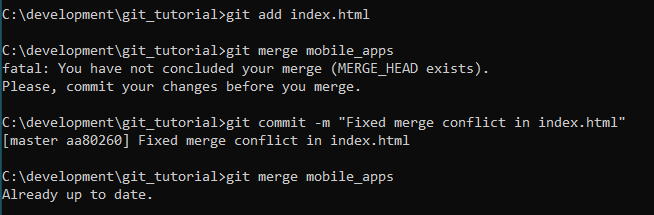 C:\development\git_tutorial>git add index.html
C:\development\git_tutorial>git merge mobile_apps
fatal: You have not concluded your merge (MERGE_HEAD exists).
Please, commit your changes before you merge.
C:\development\git_tutorial>git commit -m "Fixed merge conflict in index.html"
[master aa80260] Fixed merge conflict in index.html
C:\development\git_tutorial>git merge mobile_apps
Already up to date.